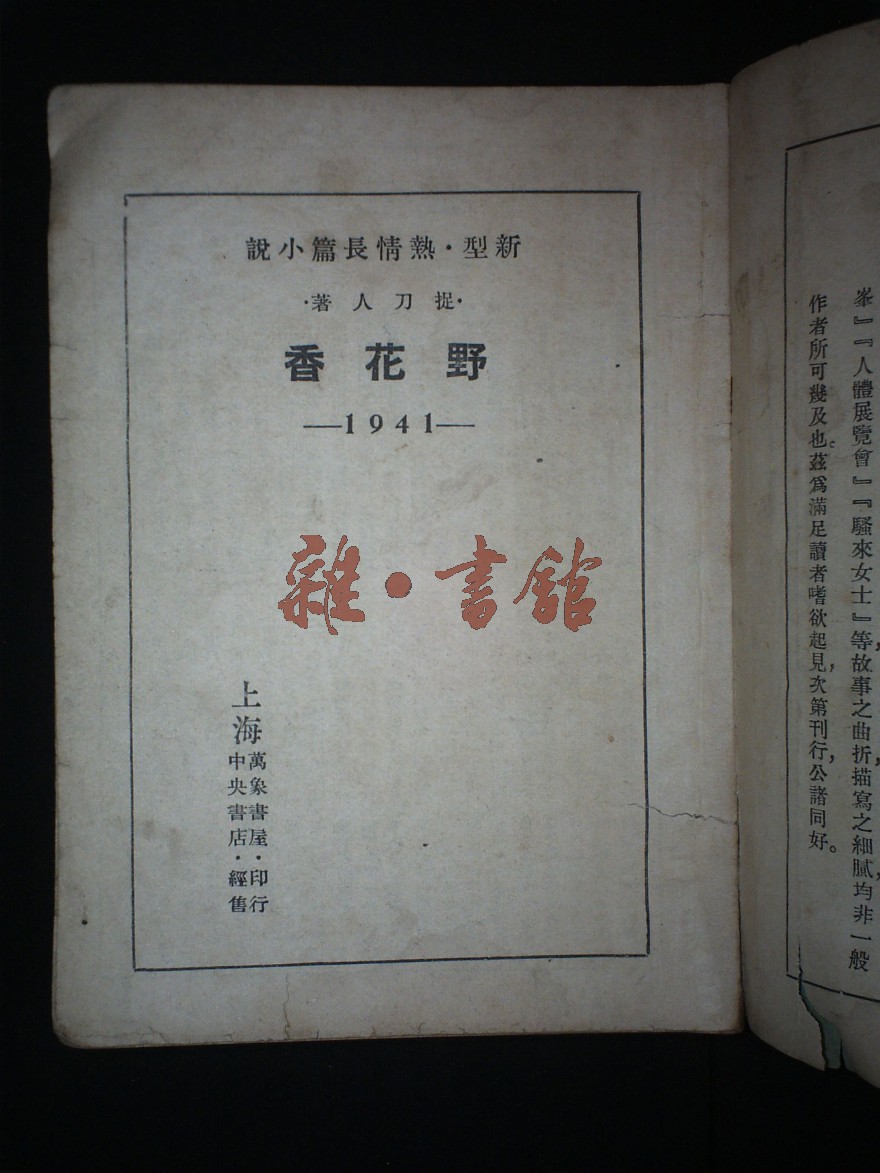 』『人體展覽會』『騷來女士』等故事之曲折，描寫之細膩，均非一般
作者所可幾及也。茲爲滿足讀者嗜欲起見，次第刊行，公諸同好。
新型·熱情長篇小說
·捉刀人著·
野花香
—1941—
雜·書館
上海
萬象書屋·印行
中央書店·經售